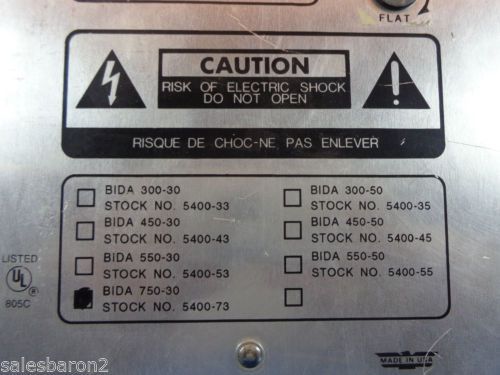 FLAT
CAUTION
RISK OF ELECTRIC SHOCK
DO NOT OPEN
RISQUE DE CHOC-NE PAS ENLEVER
BIDA 300-30
STOCK NO. 5400-33
BIDA 450-30
STOCK NO. 5400-43
BIDA 550-30
STOCK NO. 5400-53
BIDA 750-30
STOCK NO. 5400-73
BIDA 300-50
STOCK NO. 5400-35
BIDA 450-50
STOCK NO. 5400-45
BIDA 550-50
STOCK NO. 5400-55
LISTED
UL
805C
MADE IN USA
salesbaron2